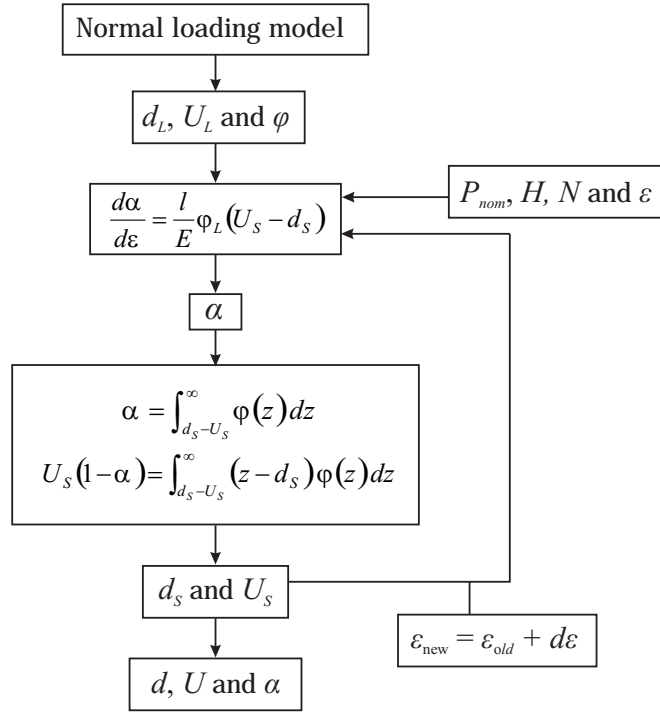 Normal loading model
d_L, U_L and φ
dα/dε = l/E φ_L(U_S − d_S)
P_nom, H, N and ε
α
α = ∫_{d_S−U_S}^∞ φ(z)dz
U_S(1−α) = ∫_{d_S−U_S}^∞ (z−d_S)φ(z)dz
d_S and U_S
ε_new = ε_old + dε
d, U and α